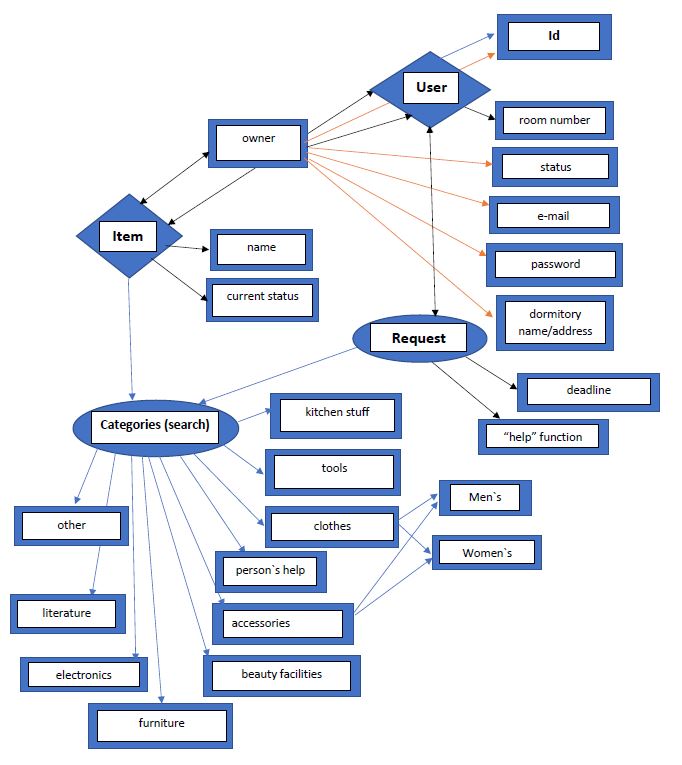 Id
User
room number
owner
status
e-mail
Item
name
password
current status
dormitory
name/address
Request
deadline
kitchen stuff
Categories (search)
“help” function
tools
Men`s
other
clothes
Women`s
person`s help
literature
accessories
electronics
beauty facilities
furniture